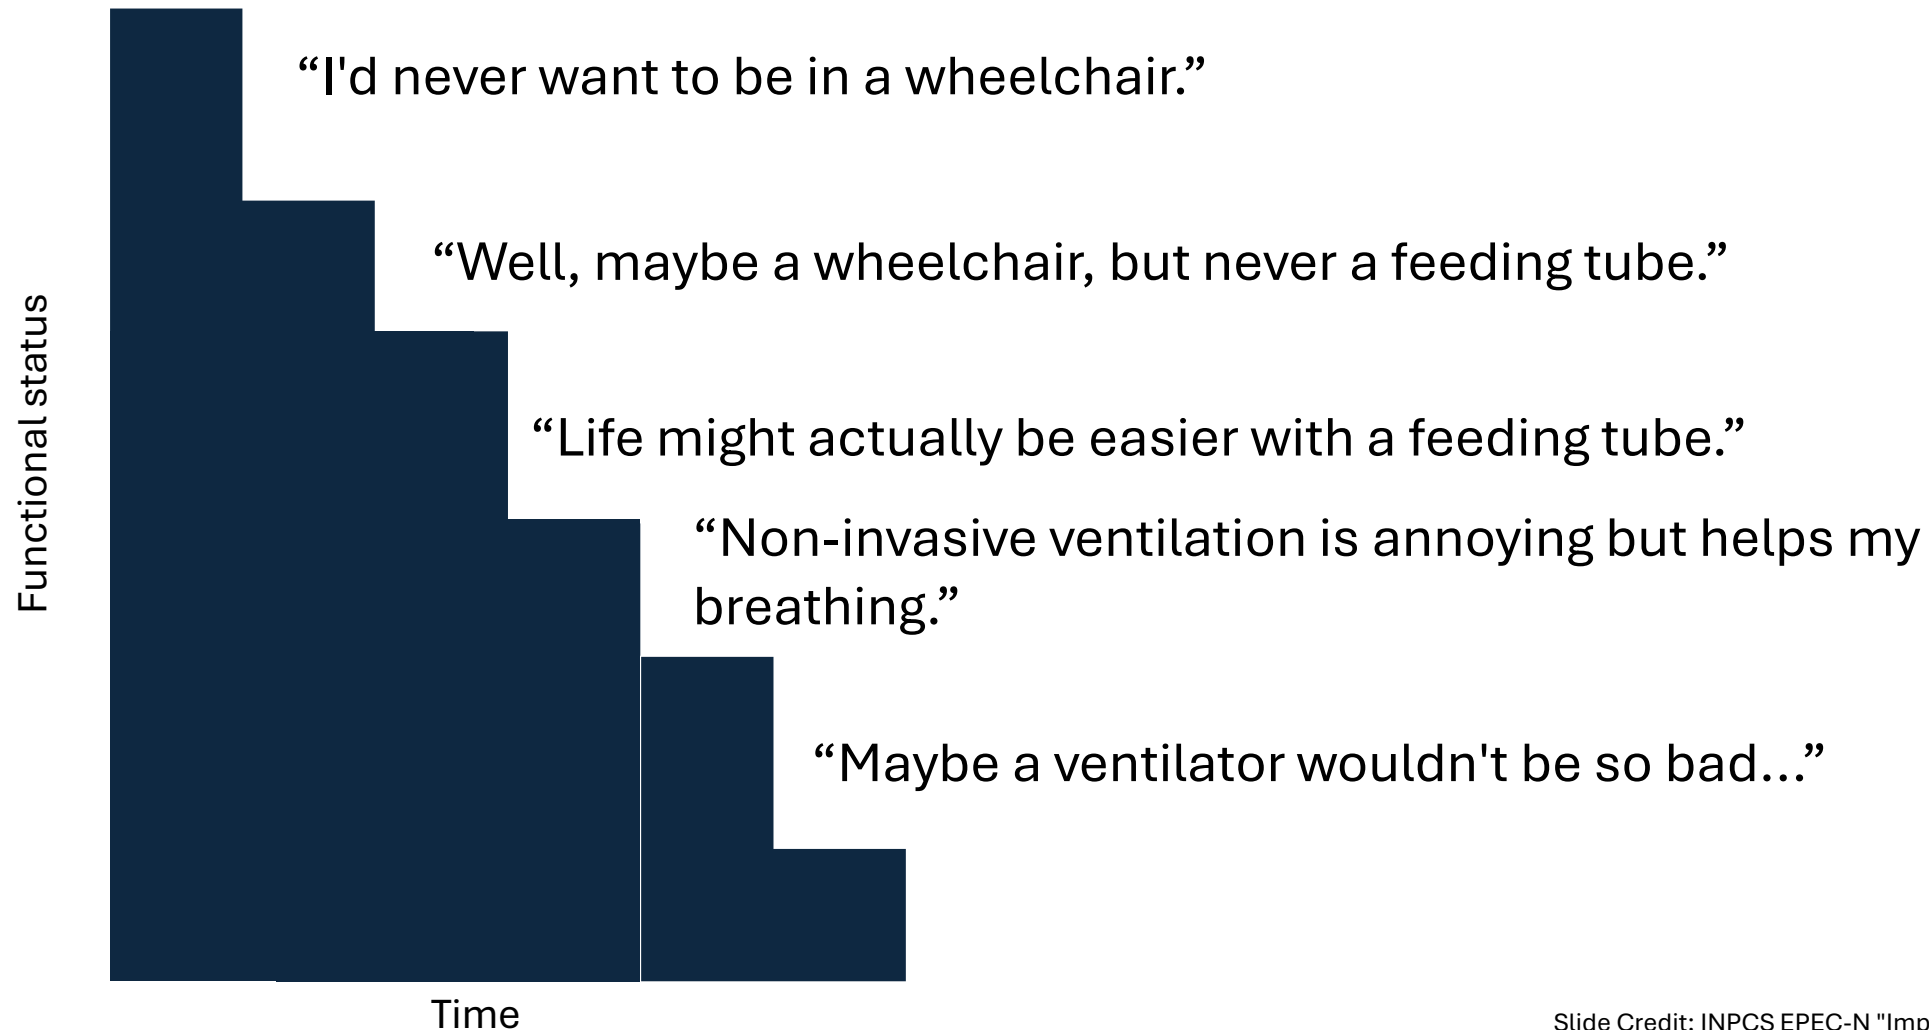 “I'd never want to be in a wheelchair.”
“Well, maybe a wheelchair, but never a feeding tube.”
“Life might actually be easier with a feeding tube.”
“Non-invasive ventilation is annoying but helps my
breathing.”
“Maybe a ventilator wouldn't be so bad...”
Functional status
Time
Slide Credit: INPCS EPEC-N "Imp